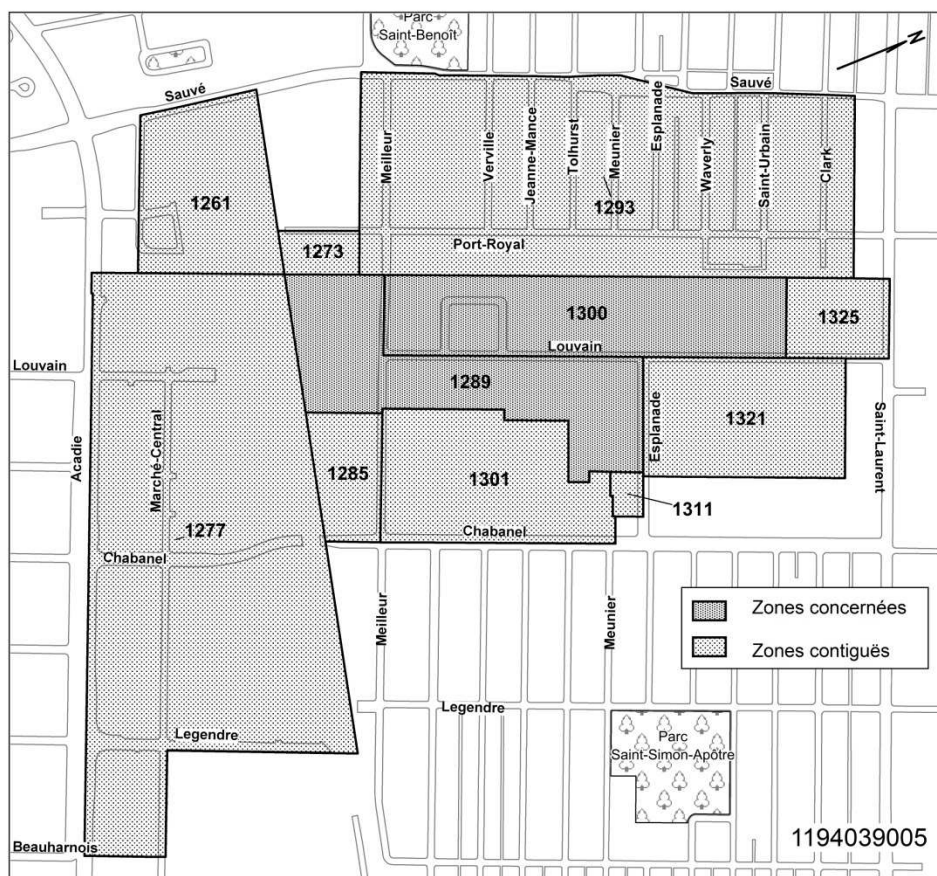 Parc
Saint-Benoît
N
Sauvé
Sauvé
Meilleur
Verville
Jeanne-Mance
Tolhurst
Meunier
Esplanade
Waverly
Saint-Urbain
Clark
1261
1293
1273
Port-Royal
1300
1325
Louvain
Louvain
1289
Acadie
Marché-Central
Esplanade
1321
Saint-Laurent
1285
1301
1311
1277
Chabanel
Chabanel
Meilleur
Meunier
Zones concernées
Zones contiguës
Legendre
Legendre
Parc
Saint-Simon-Apôtre
Beauharnois
1194039005